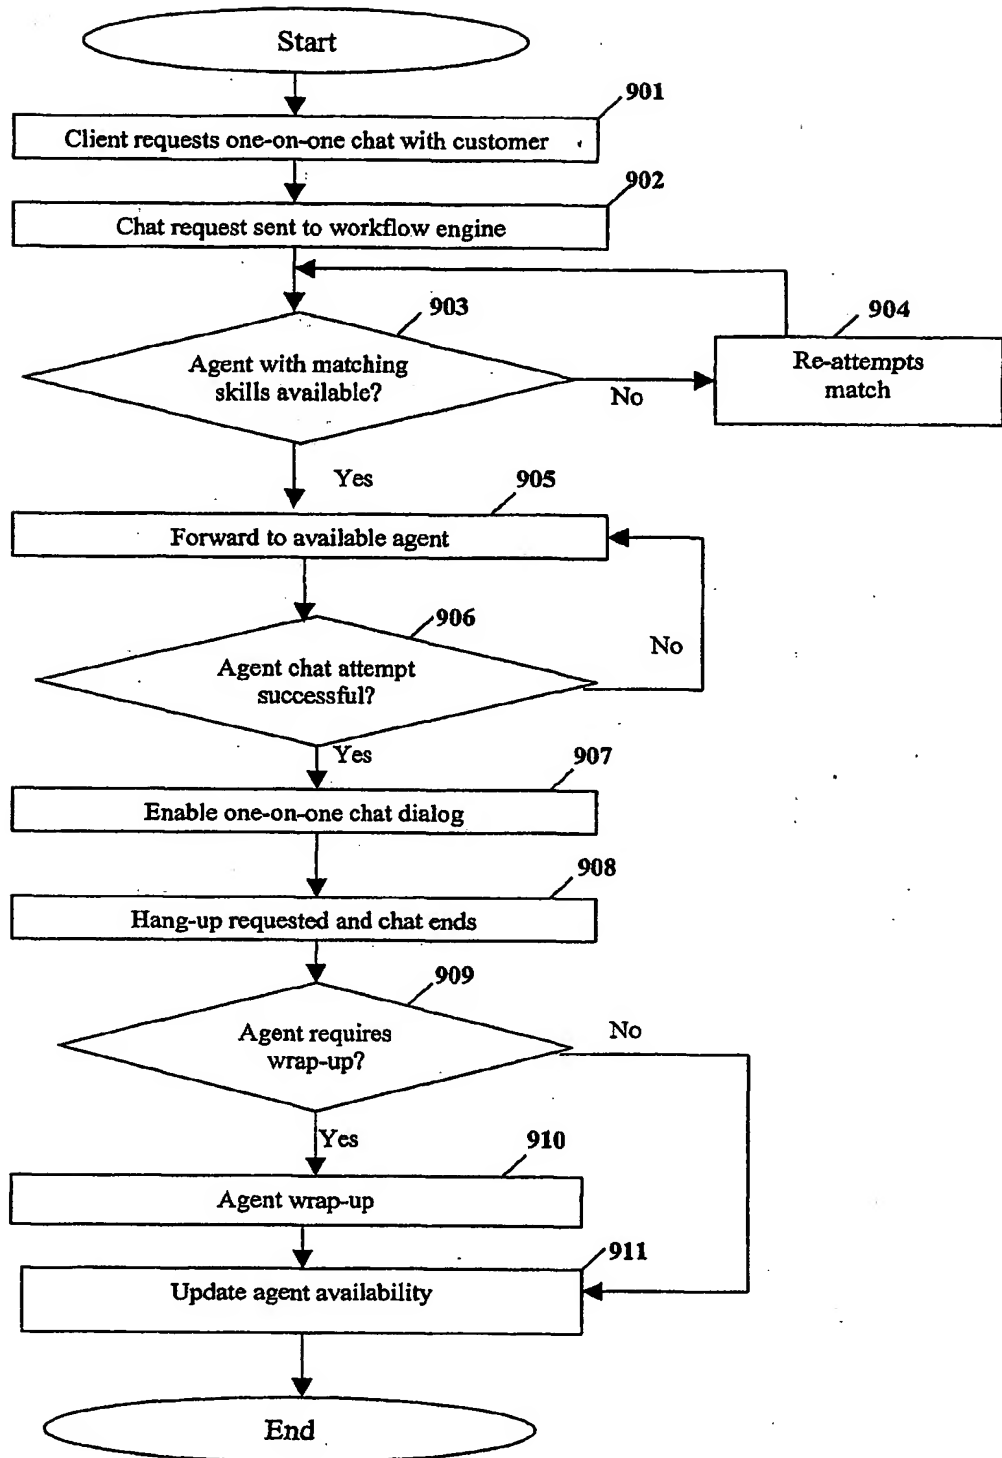 Start
901
Client requests one-on-one chat with customer
902
Chat request sent to workflow engine
903
Agent with matching
skills available?
904
Re-attempts
match
No
Yes
905
Forward to available agent
906
Agent chat attempt
successful?
No
Yes
907
Enable one-on-one chat dialog
908
Hang-up requested and chat ends
909
Agent requires
wrap-up?
No
Yes
910
Agent wrap-up
911
Update agent availability
End